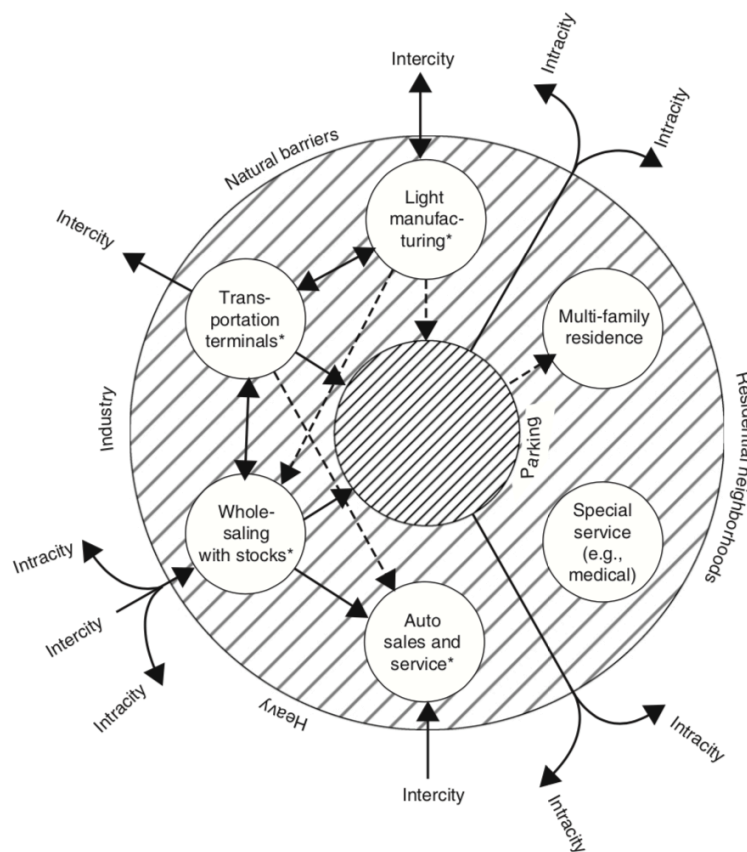 Intercity
Intracity
Intracity
Natural barriers
Light
manufac-
turing*
Intercity
Trans-
portation
terminals*
Multi-family
residence
Industry
Parking
Residential neighborhoods
Whole-
saling
with stocks*
Special
service
(e.g.,
medical)
Intracity
Intercity
Intracity
Auto
sales and
service*
Heavy
Intercity
Intracity
Intracity